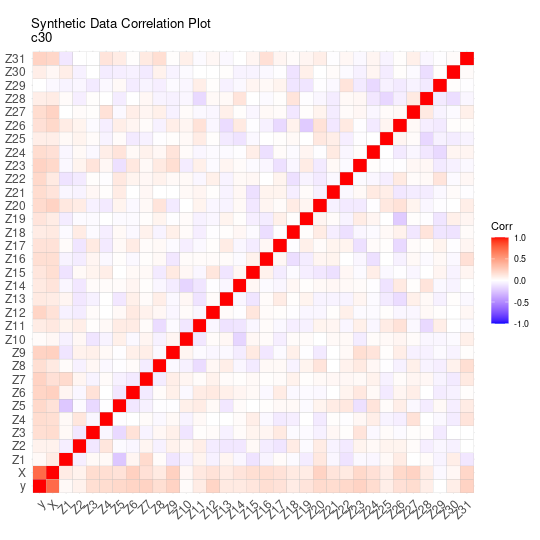 Synthetic Data Correlation Plot
c30
Z31
Z30
Z29
Z28
Z27
Z26
Z25
Z24
Z23
Z22
Z21
Z20
Z19
Z18
Z17
Z16
Z15
Z14
Z13
Z12
Z11
Z10
Z9
Z8
Z7
Z6
Z5
Z4
Z3
Z2
Z1
X
y
y X Z1 Z2 Z3 Z4 Z5 Z6 Z7 Z8 Z9 Z10 Z11 Z12 Z13 Z14 Z15 Z16 Z17 Z18 Z19 Z20 Z21 Z22 Z23 Z24 Z25 Z26 Z27 Z28 Z29 Z30 Z31
Corr
1.0
0.5
0.0
-0.5
-1.0